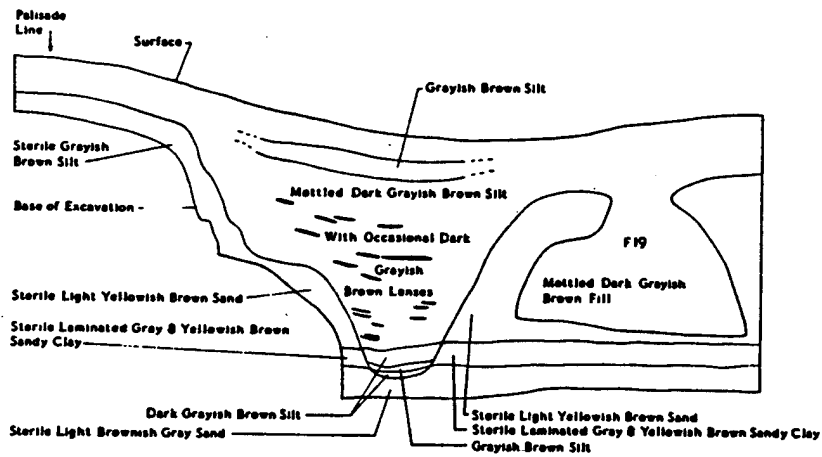 Palisade
Line
Surface
Grayish Brown Silt
Sterile Grayish
Brown Silt
Mottled Dark Grayish Brown Silt
Base of Excavation
With Occasional Dark
F19
Grayish
Mottled Dark Grayish
Brown Fill
Brown Lenses
Sterile Light Yellowish Brown Sand
Sterile Laminated Gray & Yellowish Brown
Sandy Clay
Dark Grayish Brown Silt
Sterile Light Yellowish Brown Sand
Sterile Light Brownish Gray Sand
Sterile Laminated Gray & Yellowish Brown Sandy Clay
Grayish Brown Silt